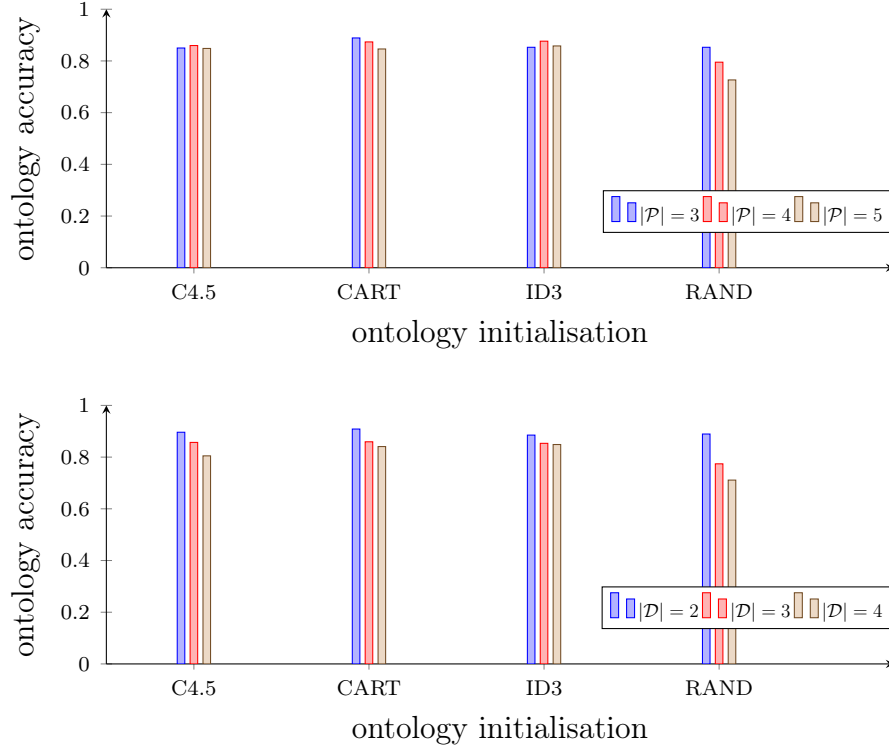 1
0.8
0.6
0.4
0.2
0
ontology accuracy
|𝒫| = 3 |𝒫| = 4 |𝒫| = 5
C4.5 CART ID3 RAND
ontology initialisation
1
0.8
0.6
0.4
0.2
0
ontology accuracy
|𝒟| = 2 |𝒟| = 3 |𝒟| = 4
C4.5 CART ID3 RAND
ontology initialisation